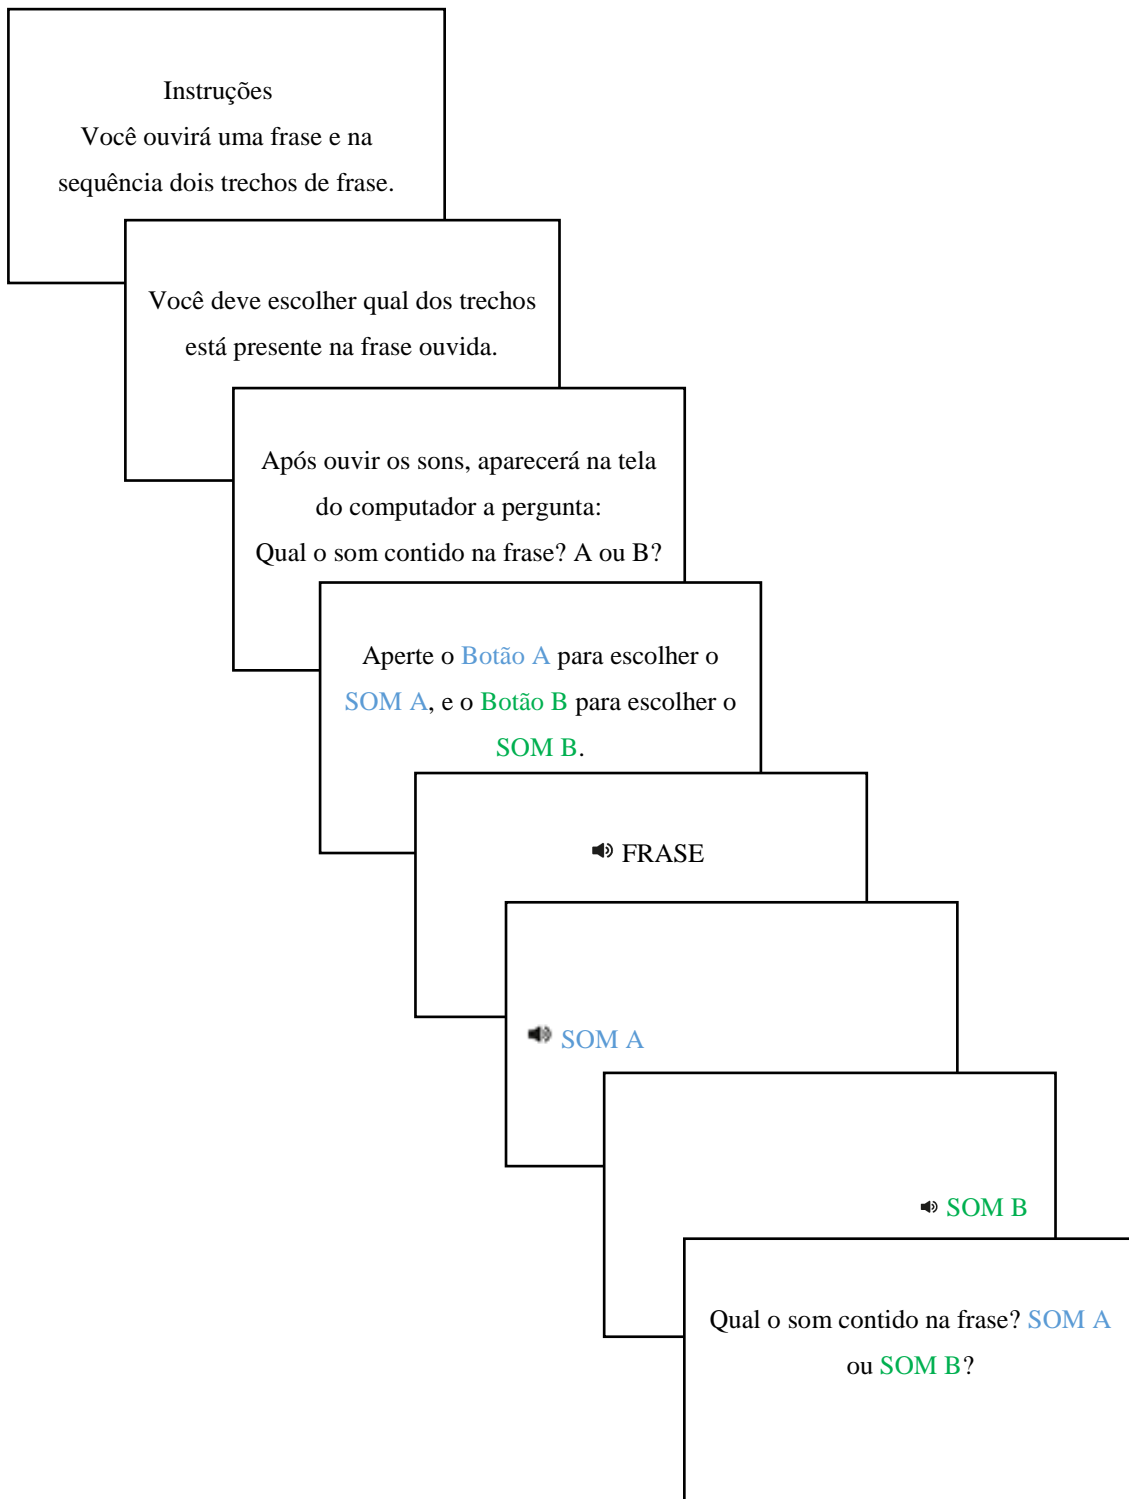 Instruções
Você ouvirá uma frase e na
sequência dois trechos de frase.
Você deve escolher qual dos trechos
está presente na frase ouvida.
Após ouvir os sons, aparecerá na tela
do computador a pergunta:
Qual o som contido na frase? A ou B?
Aperte o Botão A para escolher o
SOM A, e o Botão B para escolher o
SOM B.
FRASE
SOM A
SOM B
Qual o som contido na frase? SOM A
ou SOM B?